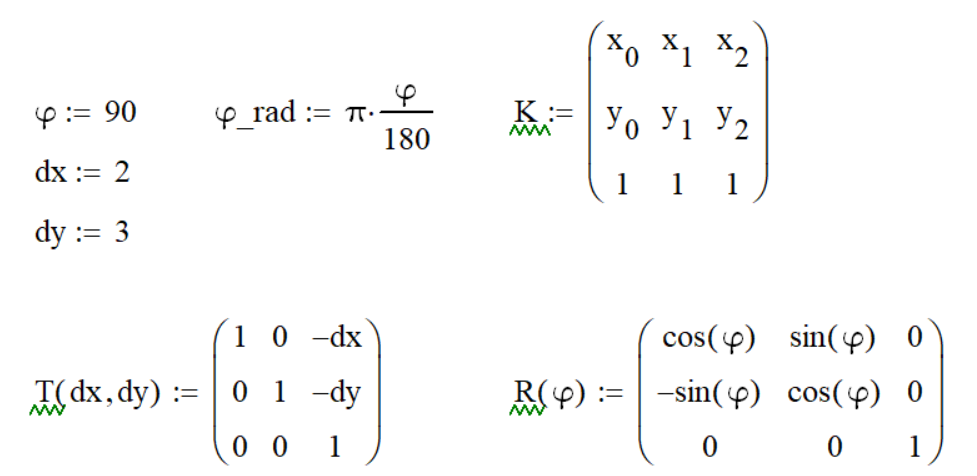 φ := 90 φ_rad := π·φ/180 K := (x₀ x₁ x₂
y₀ y₁ y₂
1 1 1)
dx := 2
dy := 3
T(dx,dy) := (1 0 −dx
0 1 −dy
0 0 1)
R(φ) := (cos(φ) sin(φ) 0
−sin(φ) cos(φ) 0
0 0 1)